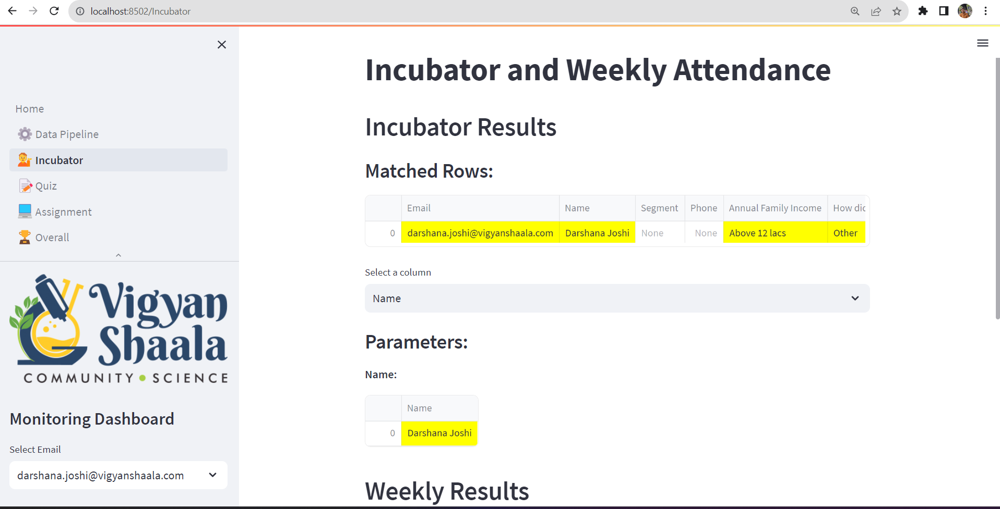 localhost:8502/Incubator
Home
Data Pipeline
Incubator
Quiz
Assignment
Overall
Vigyan
Shaala
COMMUNITY • SCIENCE
Monitoring Dashboard
Select Email
darshana.joshi@vigyanshaala.com
Incubator and Weekly Attendance
Incubator Results
Matched Rows:
Email Name Segment Phone Annual Family Income How did
0 darshana.joshi@vigyanshaala.com Darshana Joshi None None Above 12 lacs Other
Select a column
Name
Parameters:
Name:
Name
0 Darshana Joshi
Weekly Results